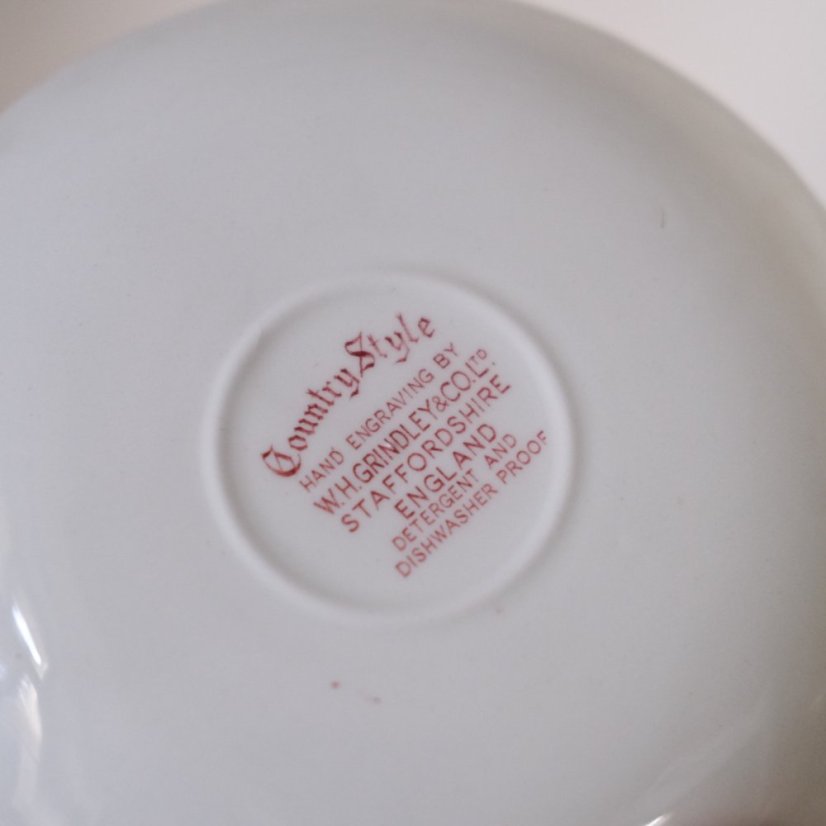 Country Style
HAND ENGRAVING BY
W.H.GRINDLEY&CO.LTD.
STAFFORDSHIRE
ENGLAND
DETERGENT AND
DISHWASHER PROOF